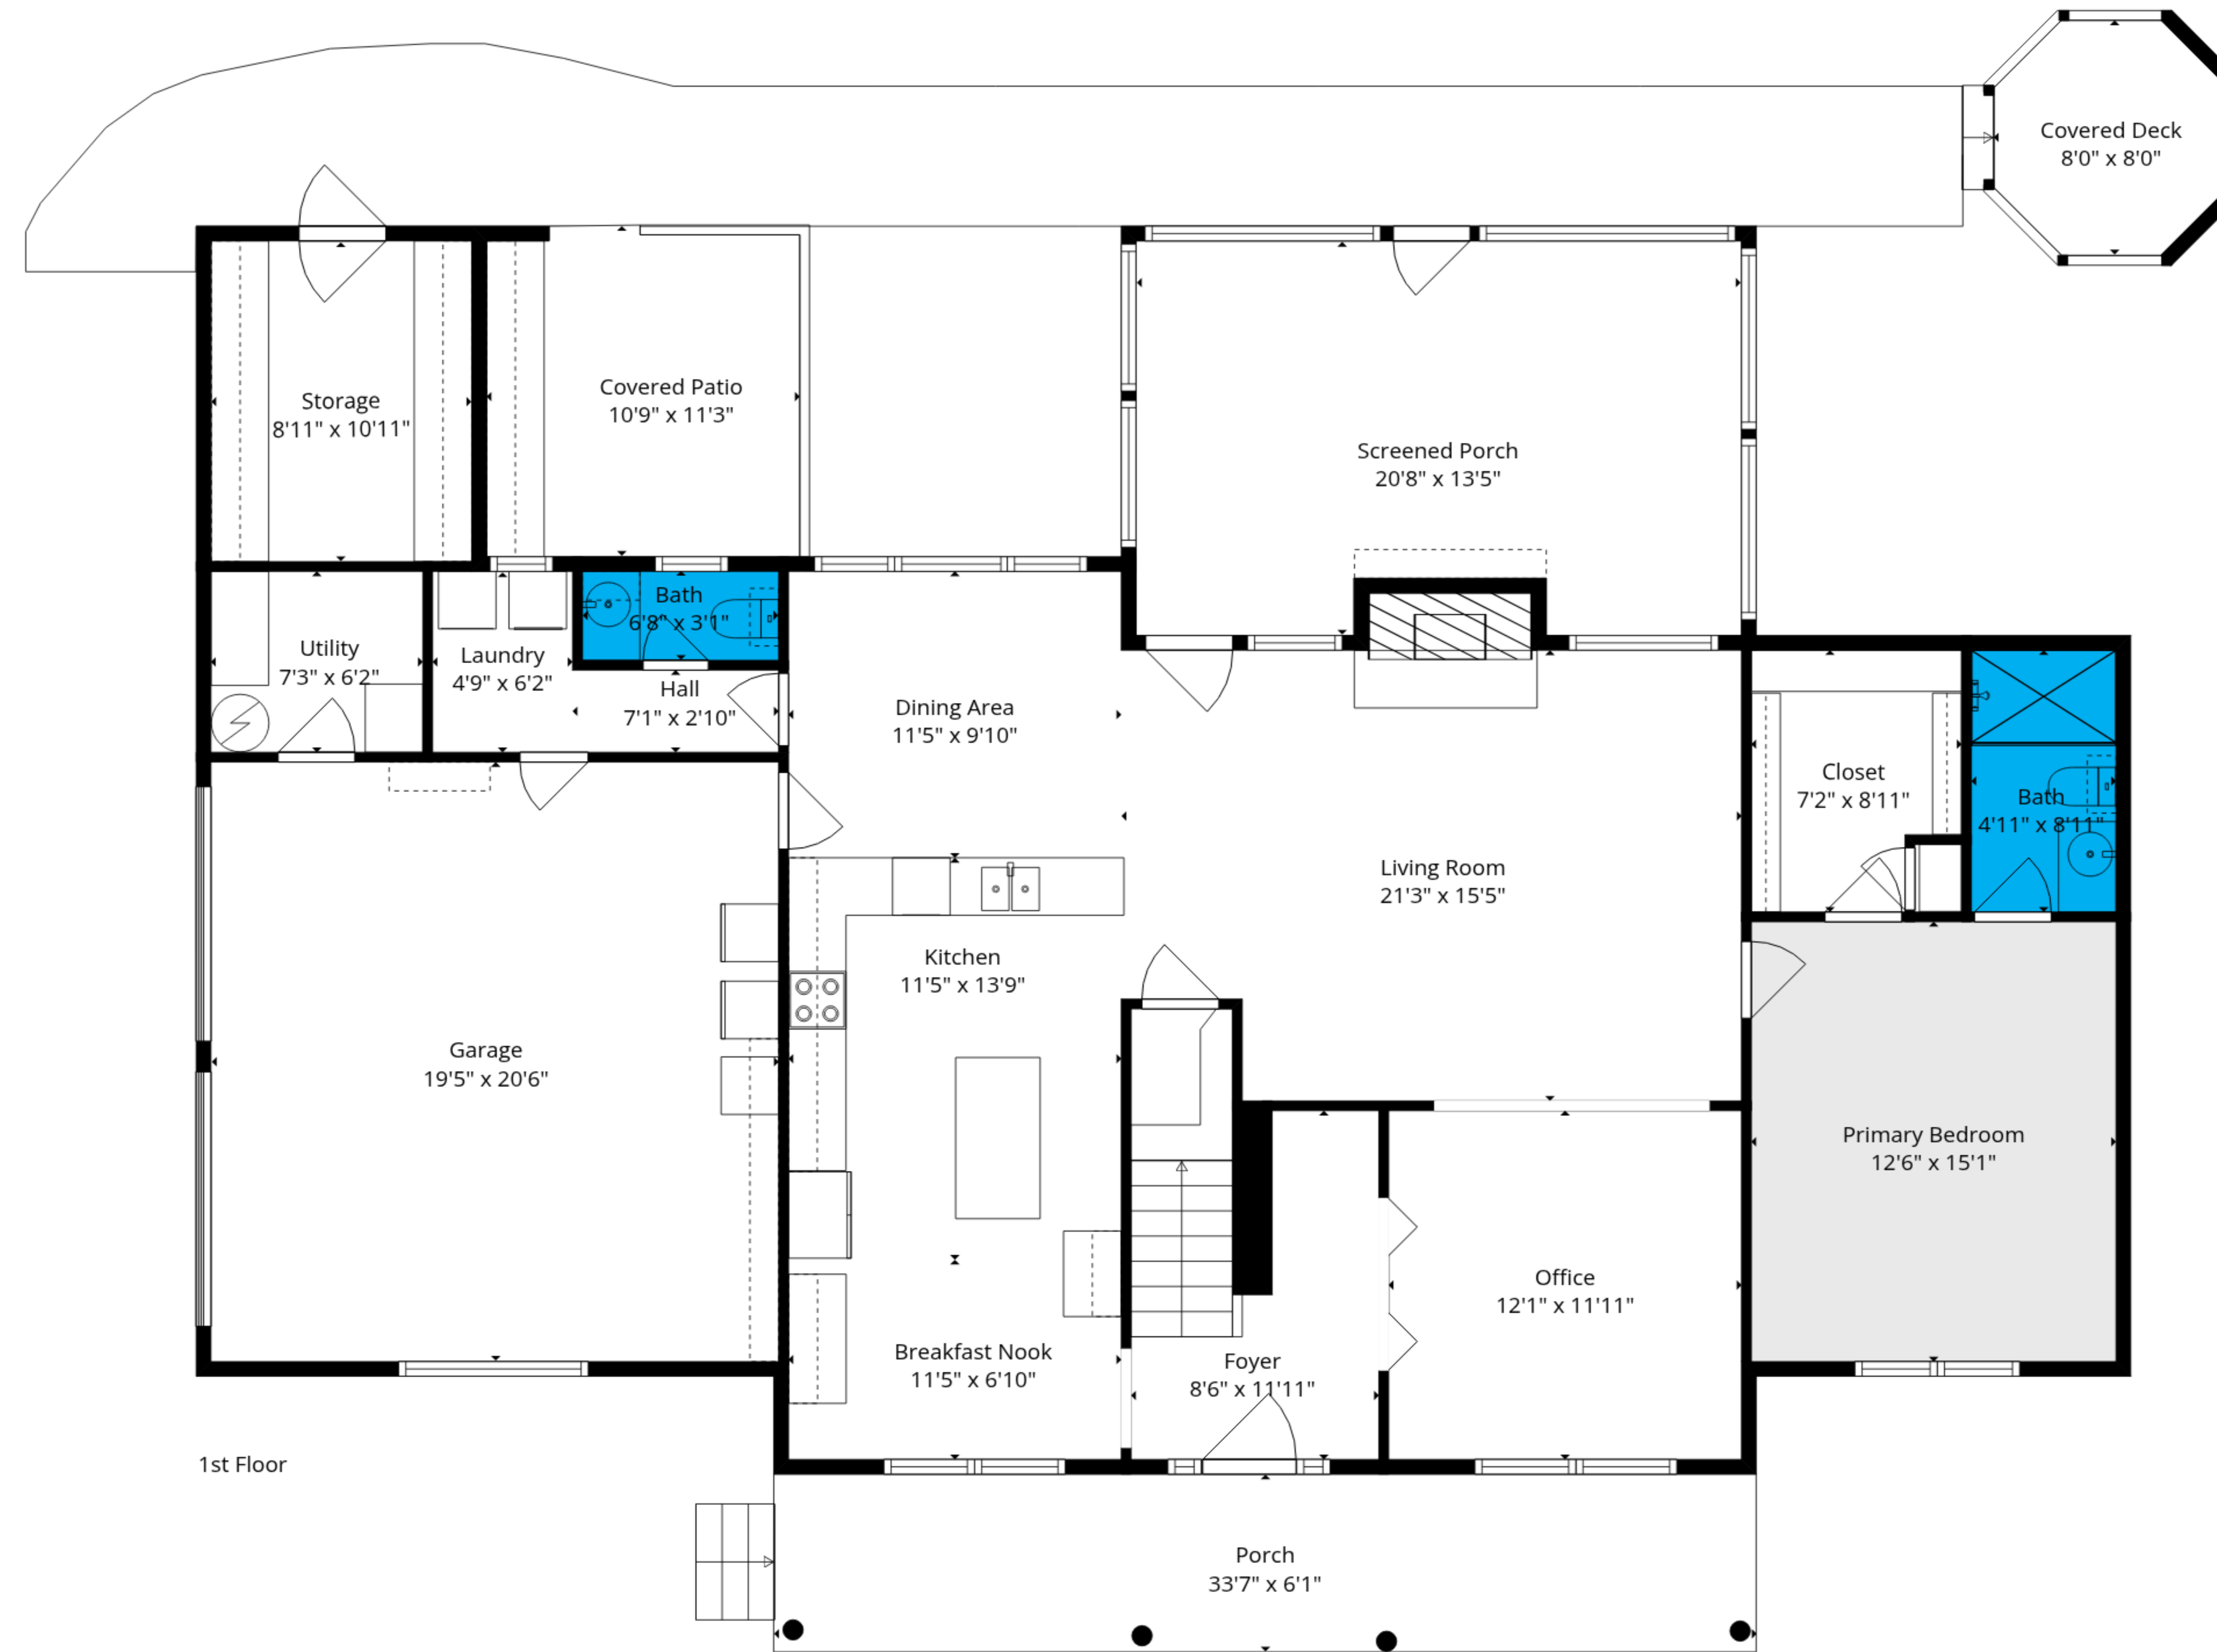 Covered Deck
8'0" x 8'0"
Covered Patio
10'9" x 11'3"
Storage
8'11" x 10'11"
Screened Porch
20'8" x 13'5"
Bath
6'8" x 3'1"
Utility
7'3" x 6'2"
Laundry
4'9" x 6'2"
Hall
7'1" x 2'10"
Dining Area
11'5" x 9'10"
Closet
7'2" x 8'11"
Bath
4'11" x 8'11"
Living Room
21'3" x 15'5"
Kitchen
11'5" x 13'9"
Garage
19'5" x 20'6"
Primary Bedroom
12'6" x 15'1"
Office
12'1" x 11'11"
Breakfast Nook
11'5" x 6'10"
Foyer
8'6" x 11'11"
1st Floor
Porch
33'7" x 6'1"